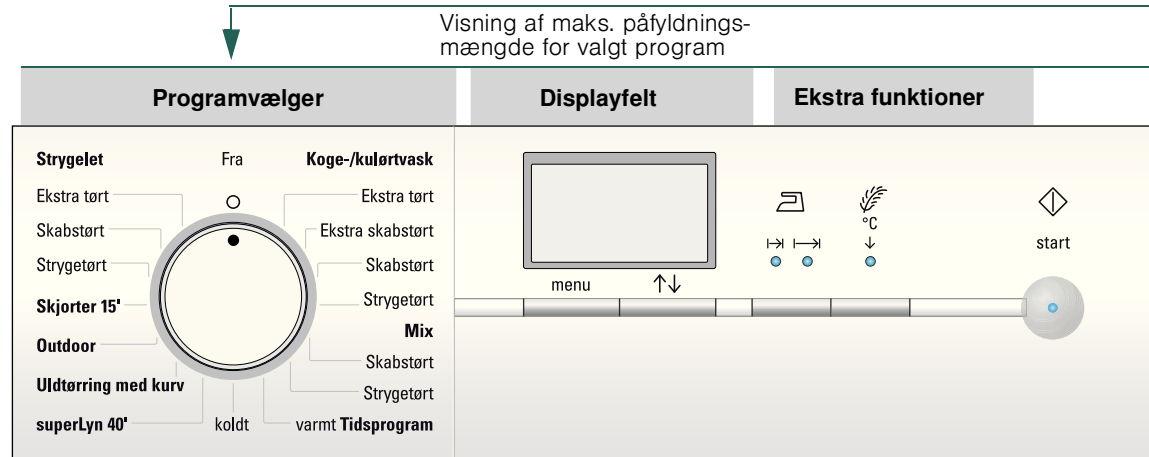 Visning af maks. påfyldnings-
mængde for valgt program
Programvælger
Displayfelt
Ekstra funktioner
Strygelet
Fra
Koge-/kulørtvask
Ekstra tørt
Ekstra tørt
Skabstørt
Ekstra skabstørt
Strygetørt
Skabstørt
Skjorter 15'
Strygetørt
Mix
Outdoor
Skabstørt
Uldtørring med kurv
Strygetørt
superLyn 40'
koldt
varmt Tidsprogram
menu
↑↓
°C
start